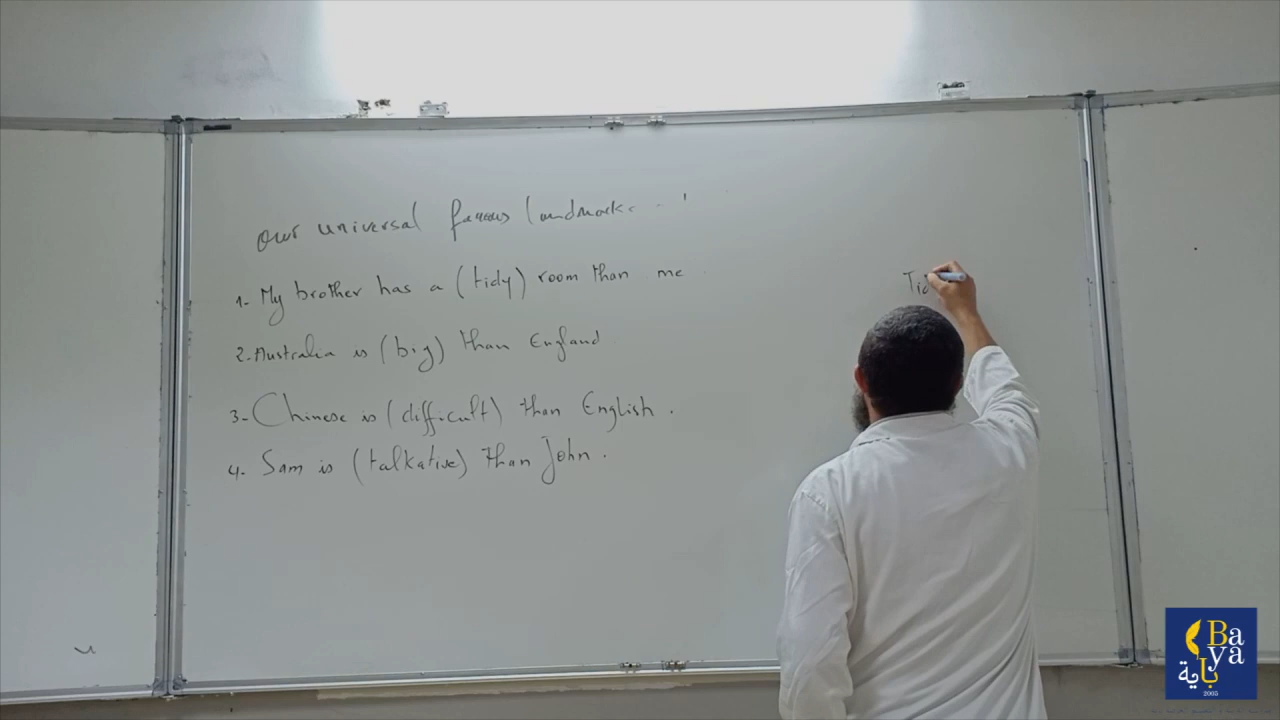 our universal famous landmarks
1- My brother has a (tidy) room than me
2- Australia is (big) than England
3- Chinese is (difficult) than English.
4- Sam is (talkative) than John.
Tid
Ba
ya
باية
2005